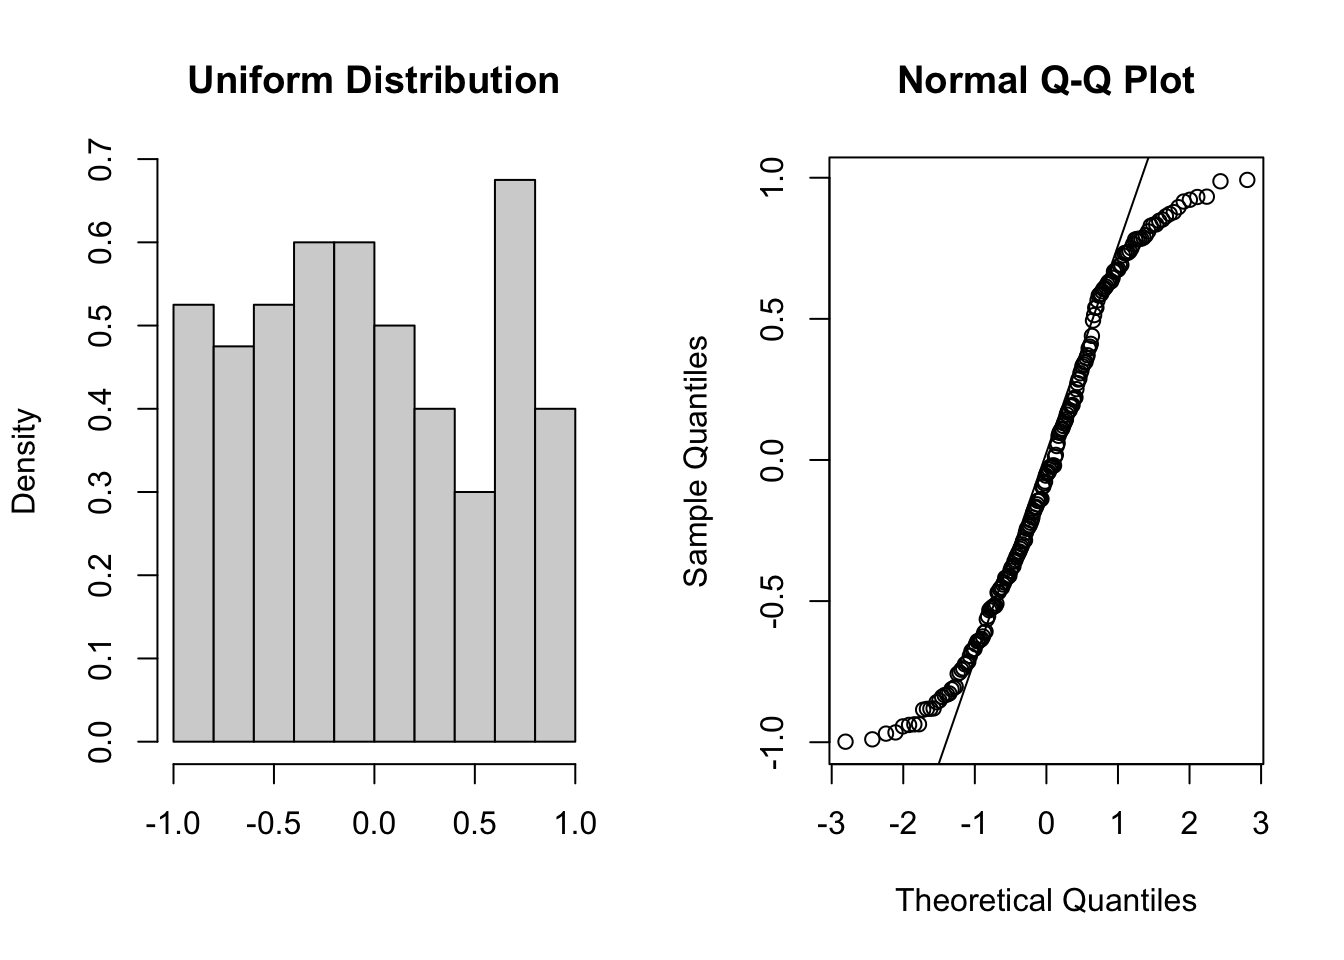 Uniform Distribution
Density
0.0 0.1 0.2 0.3 0.4 0.5 0.6 0.7
-1.0 -0.5 0.0 0.5 1.0
Normal Q-Q Plot
Sample Quantiles
-1.0 -0.5 0.0 0.5 1.0
-3 -2 -1 0 1 2 3
Theoretical Quantiles